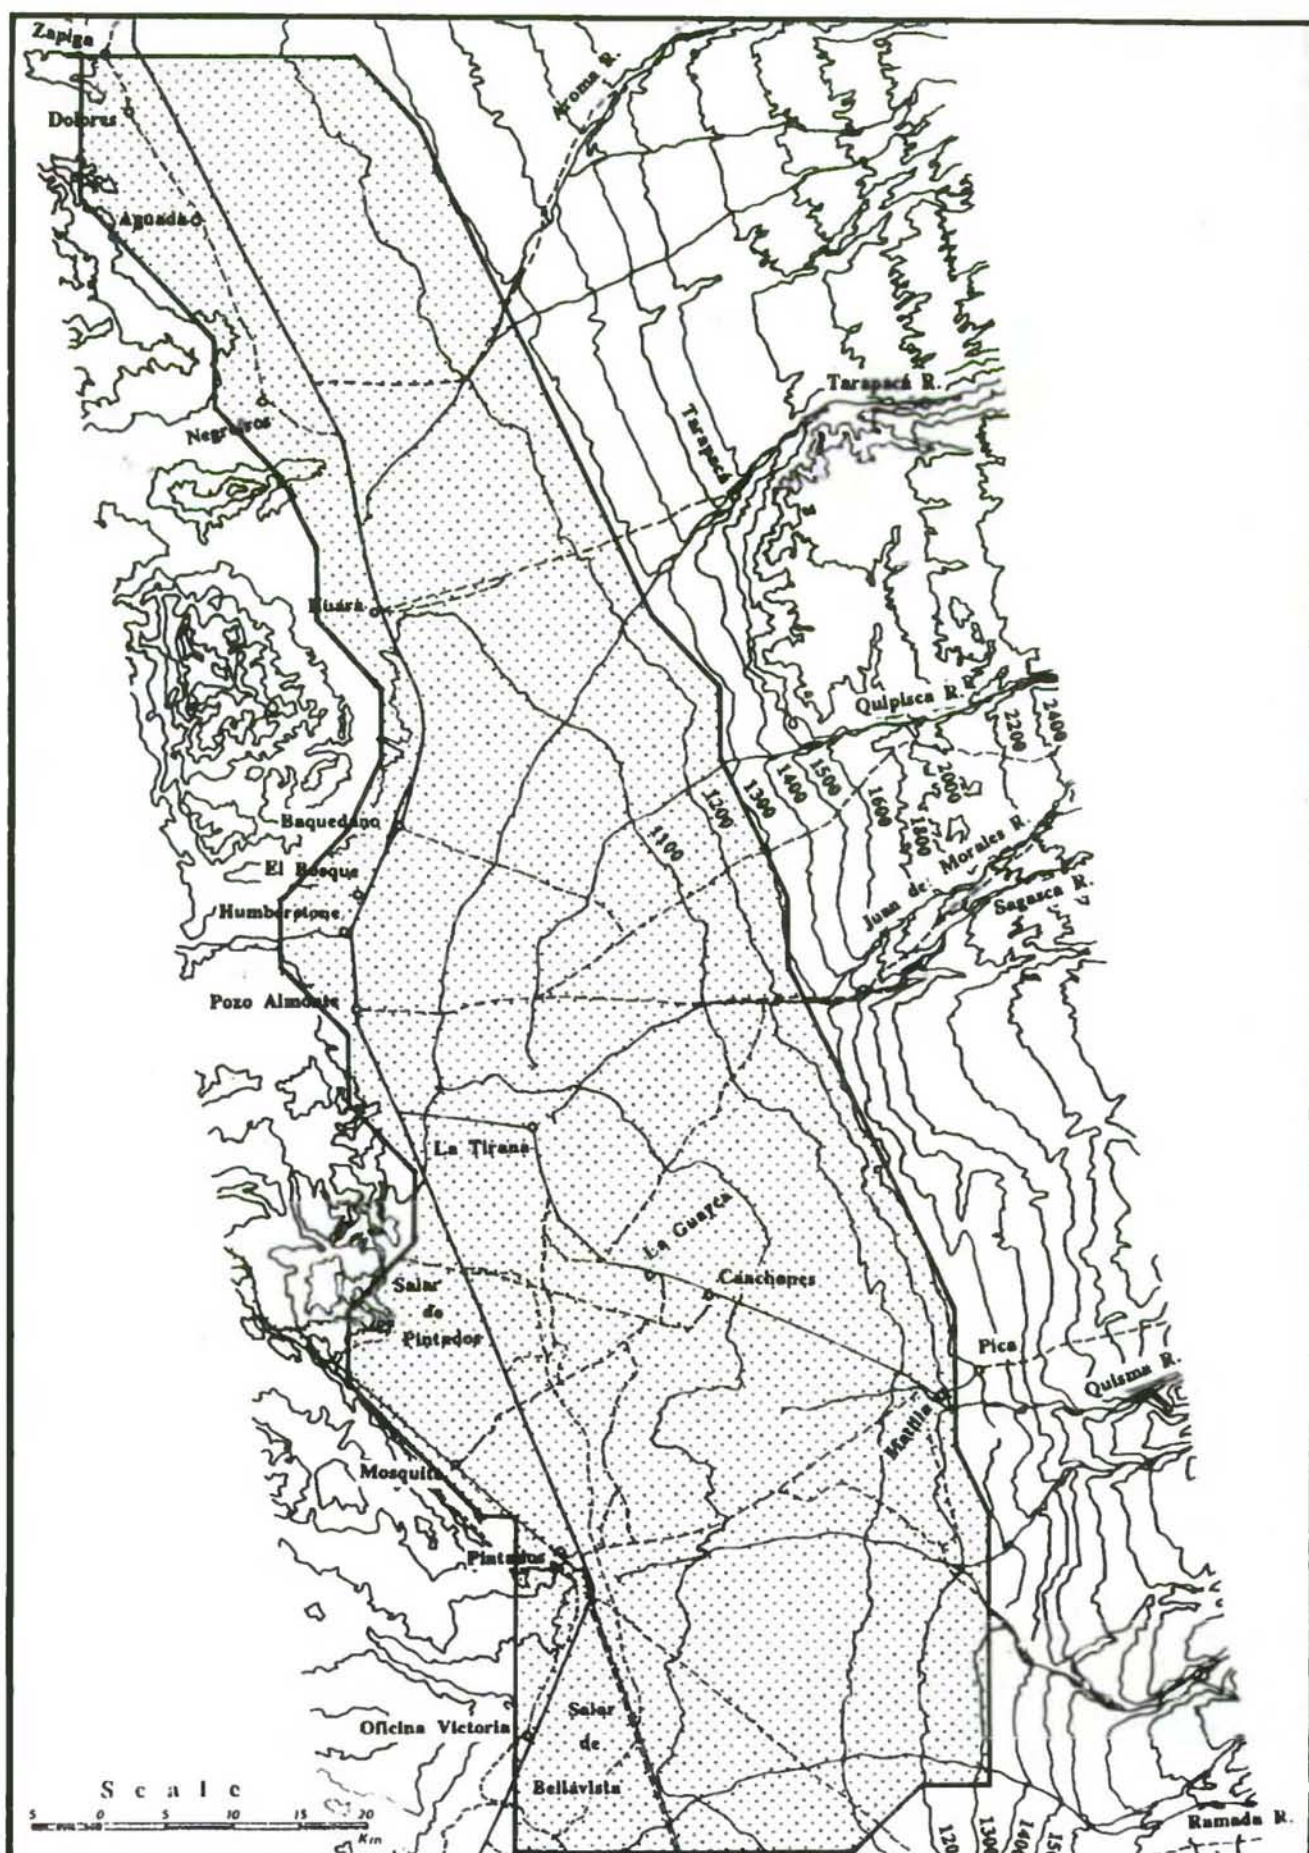 Zapiga
Aroma R.
Dolores
Aguada
Tarapacá R.
Tarapacá
Negreiros
Huara
Quipisca R.
2400
2200
2000
1800
1600
1500
1400
1300
1200
1100
Baquedano
El Bosque
Humberstone
Juan de Morales R.
Sagasca R.
Pozo Almonte
La Tirana
La Guayca
Canchones
Salar
de
Pintados
Pica
Quisma R.
Matilla
Mosquito
Pintados
Oficina Victoria
Salar
de
Bellavista
Scale
5 0 5 10 15 20
Km
Ramada R.
120
1300
1400
150